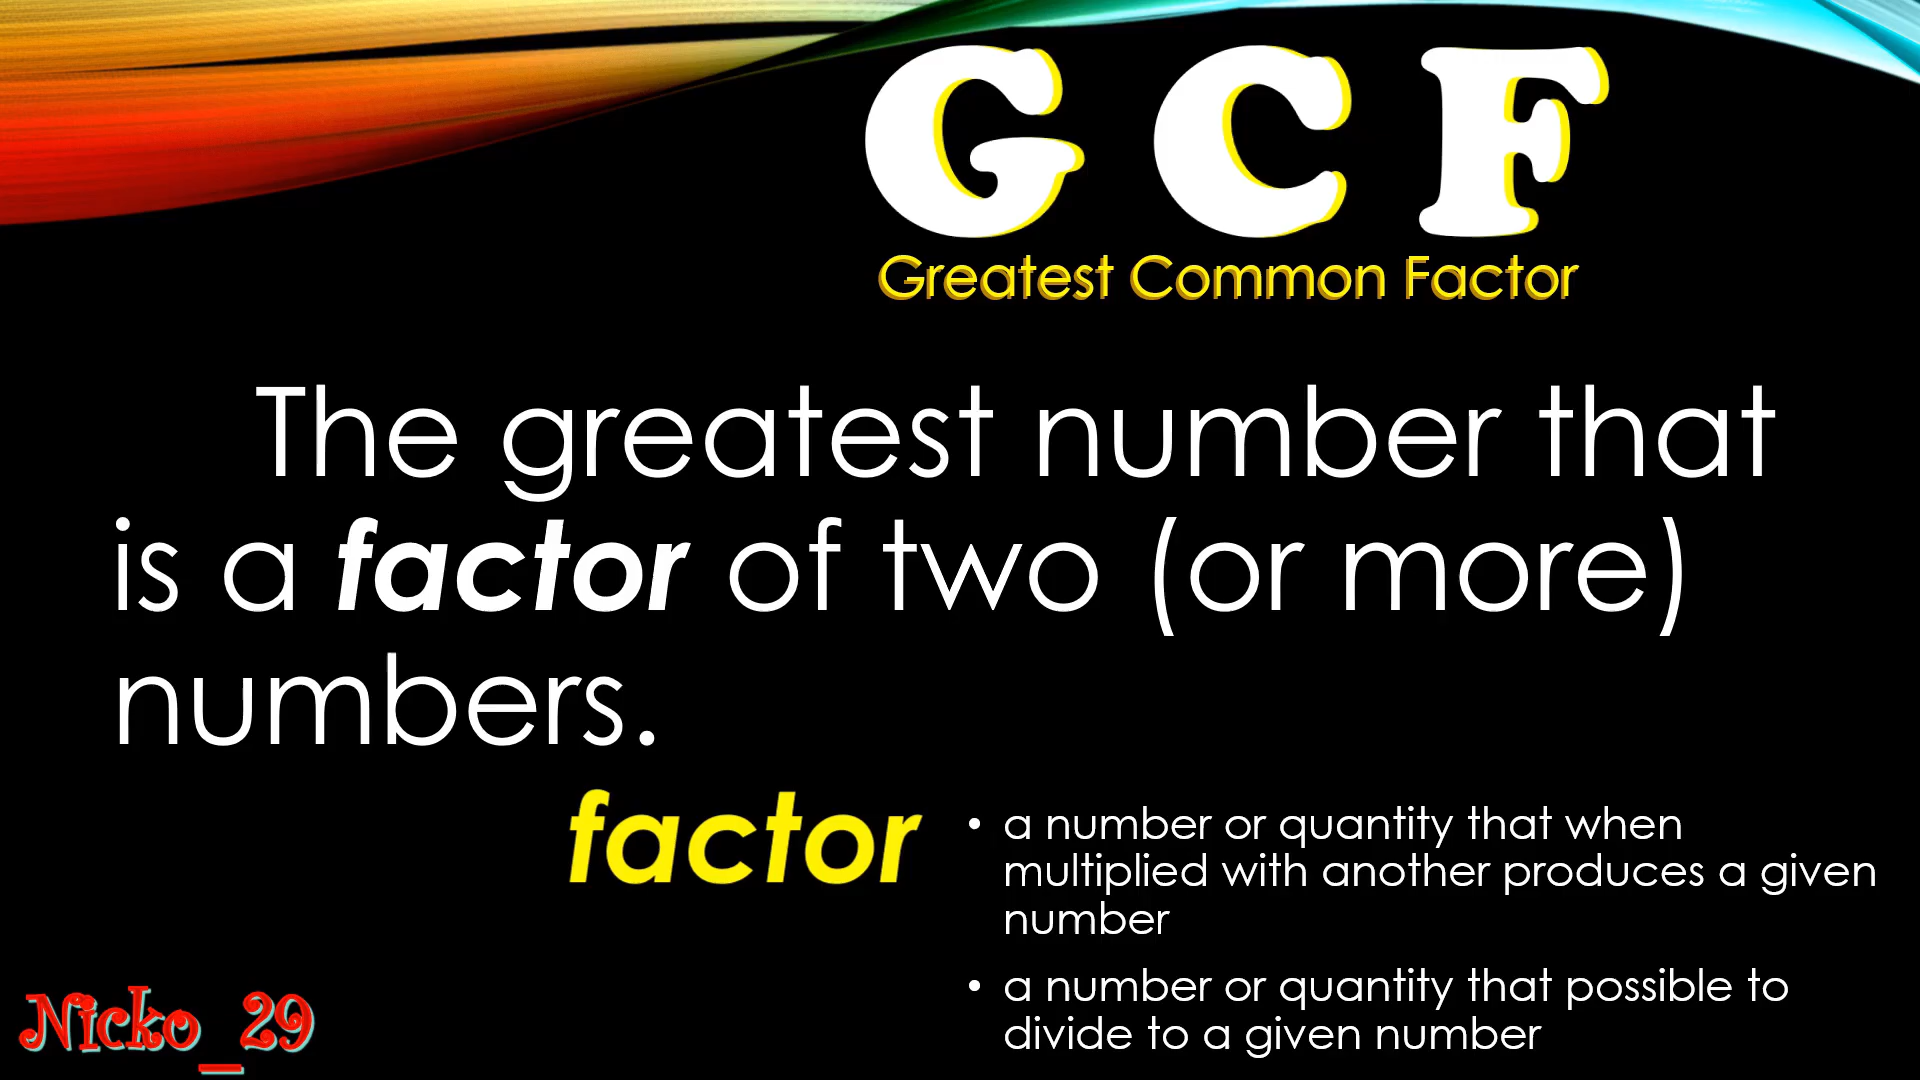 G C F
Greatest Common Factor
The greatest number that
is a factor of two (or more)
numbers.
factor
• a number or quantity that when
multiplied with another produces a given
number
• a number or quantity that possible to
divide to a given number
Nicko_29